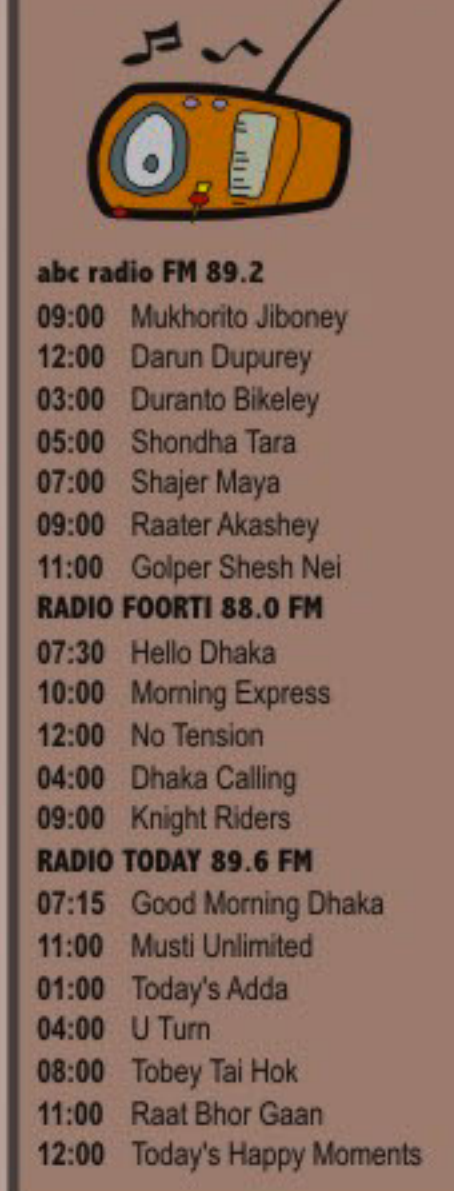 abc radio FM 89.2
09:00 Mukhorito Jiboney
12:00 Darun Dupurey
03:00 Duranto Bikeley
05:00 Shondha Tara
07:00 Shajer Maya
09:00 Raater Akashey
11:00 Golper Shesh Nei
RADIO FOORTI 88.0 FM
07:30 Hello Dhaka
10:00 Morning Express
12:00 No Tension
04:00 Dhaka Calling
09:00 Knight Riders
RADIO TODAY 89.6 FM
07:15 Good Morning Dhaka
11:00 Musti Unlimited
01:00 Today's Adda
04:00 U Turn
08:00 Tobey Tai Hok
11:00 Raat Bhor Gaan
12:00 Today's Happy Moments